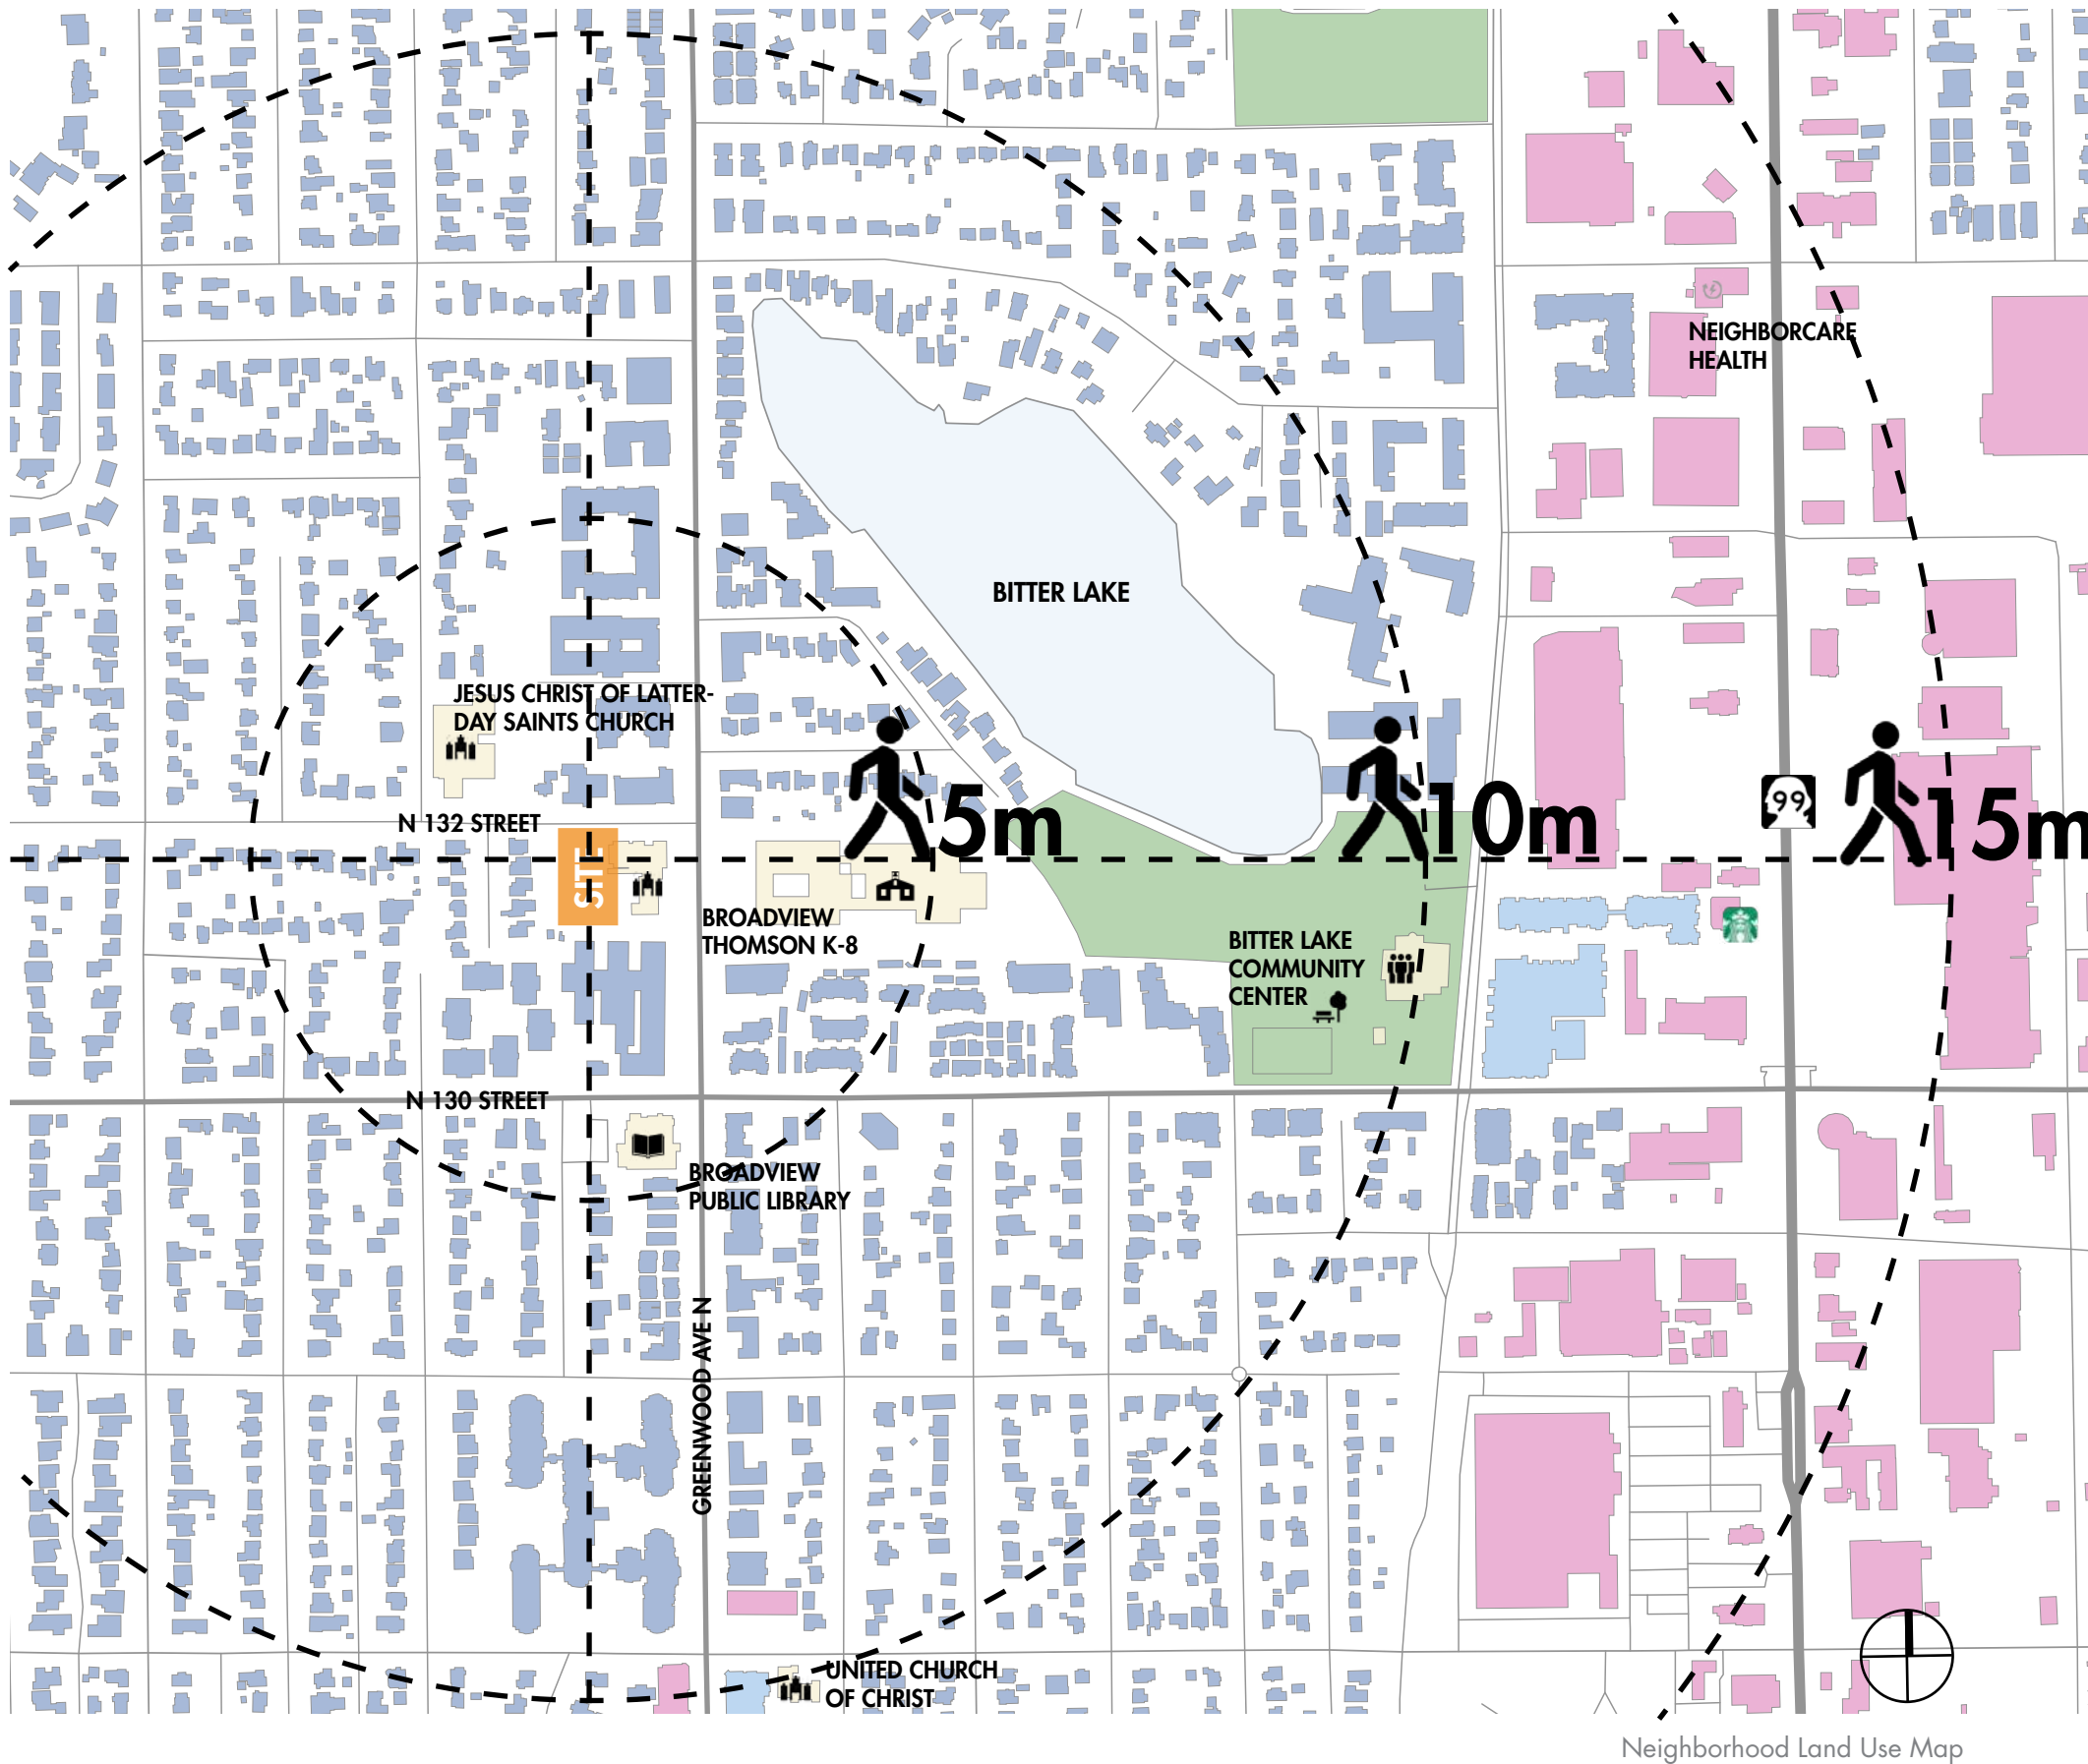 NEIGHBORCARE
HEALTH
BITTER LAKE
JESUS CHRIST OF LATTER-
DAY SAINTS CHURCH
N 132 STREET
5m
10m
99
15m
SITE
BROADVIEW
THOMSON K-8
BITTER LAKE
COMMUNITY
CENTER
N 130 STREET
BROADVIEW
PUBLIC LIBRARY
GREENWOOD AVE N
UNITED CHURCH
OF CHRIST
Neighborhood Land Use Map